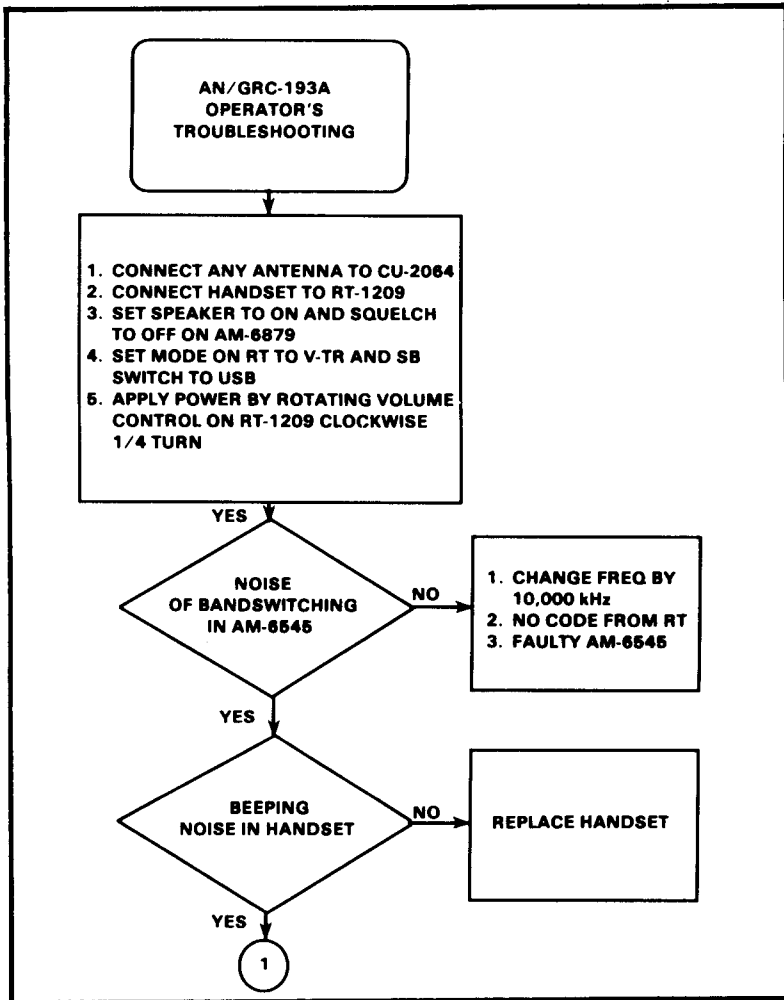 AN/GRC-193A
OPERATOR'S
TROUBLESHOOTING
1. CONNECT ANY ANTENNA TO CU-2064
2. CONNECT HANDSET TO RT-1209
3. SET SPEAKER TO ON AND SQUELCH
TO OFF ON AM-6879
4. SET MODE ON RT TO V-TR AND SB
SWITCH TO USB
5. APPLY POWER BY ROTATING VOLUME
CONTROL ON RT-1209 CLOCKWISE
1/4 TURN
YES
NOISE
OF BANDSWITCHING
IN AM-6545
NO
1. CHANGE FREQ BY
10,000 kHz
2. NO CODE FROM RT
3. FAULTY AM-6545
YES
BEEPING
NOISE IN HANDSET
NO
REPLACE HANDSET
YES
1